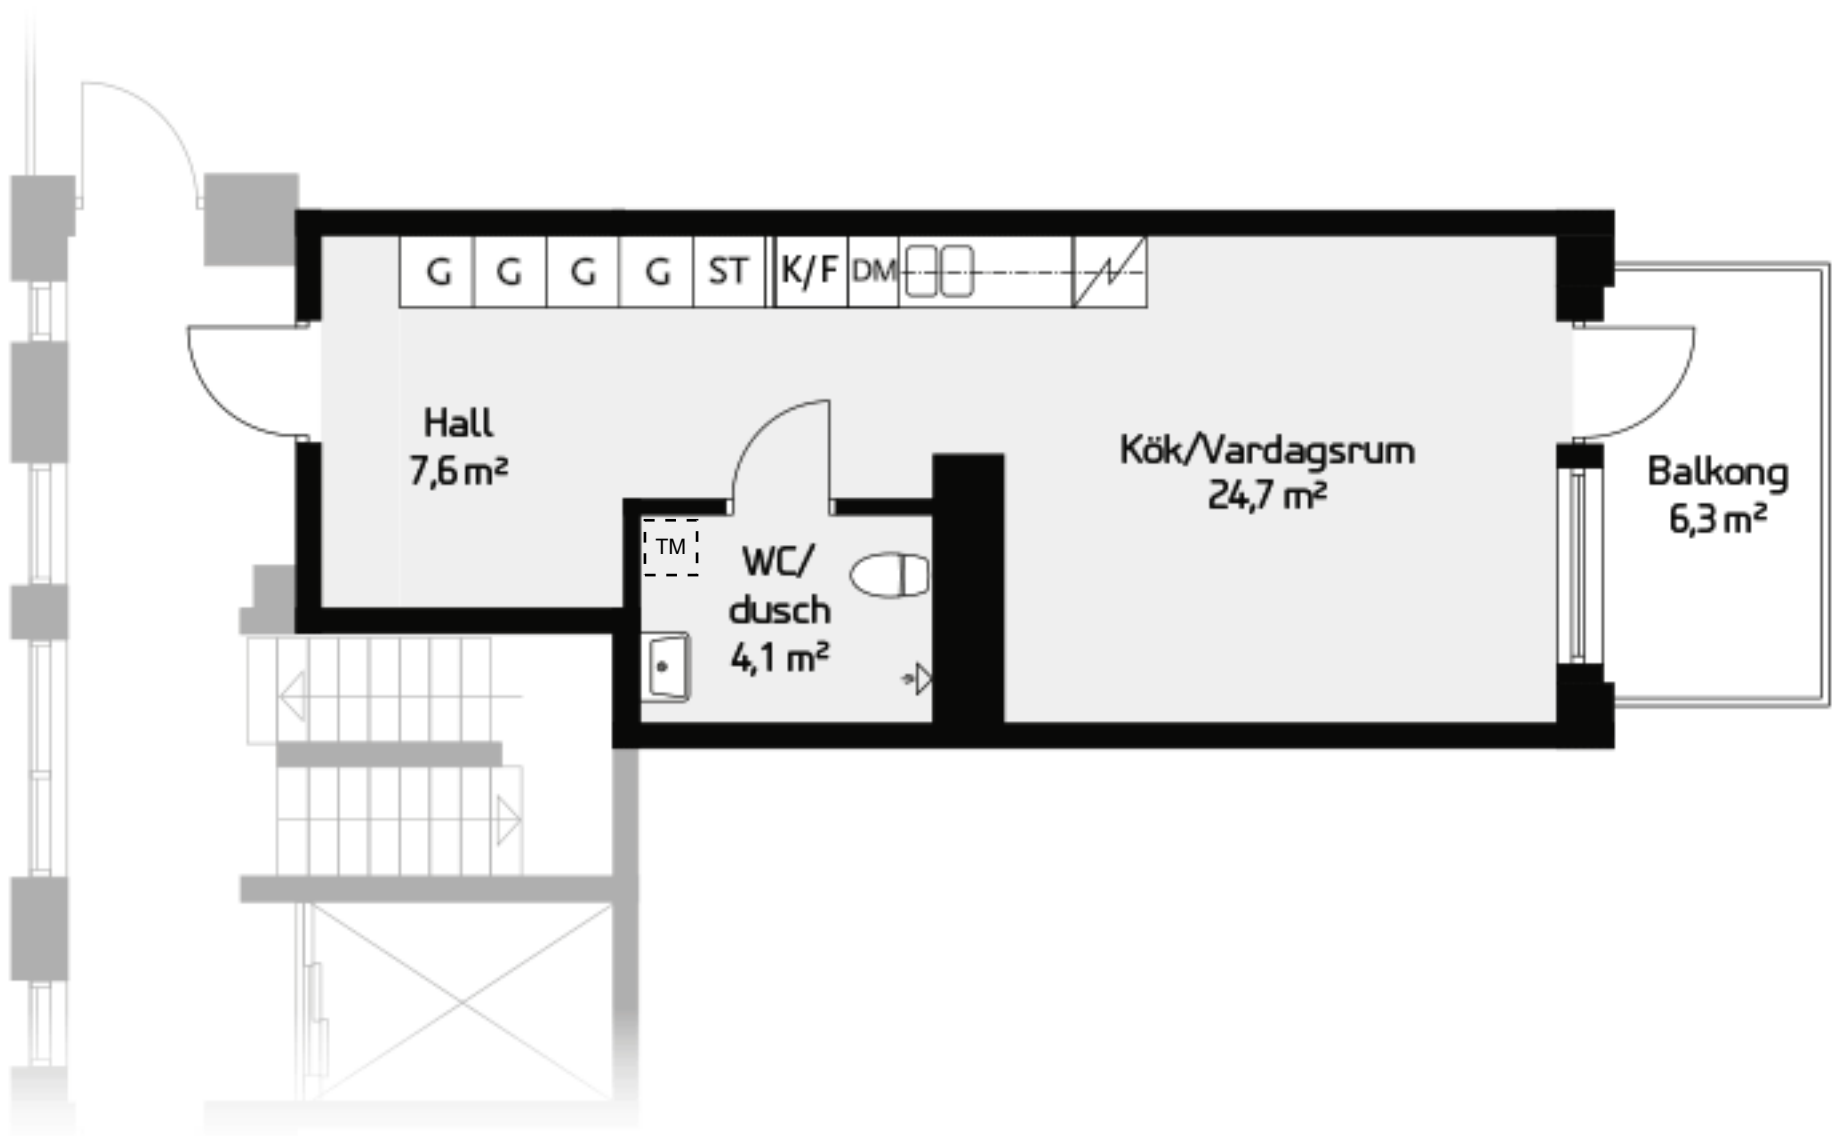 G G G G ST K/F DM
Hall
7,6 m²
Kök/Vardagsrum
24,7 m²
Balkong
6,3 m²
TM
WC/
dusch
4,1 m²